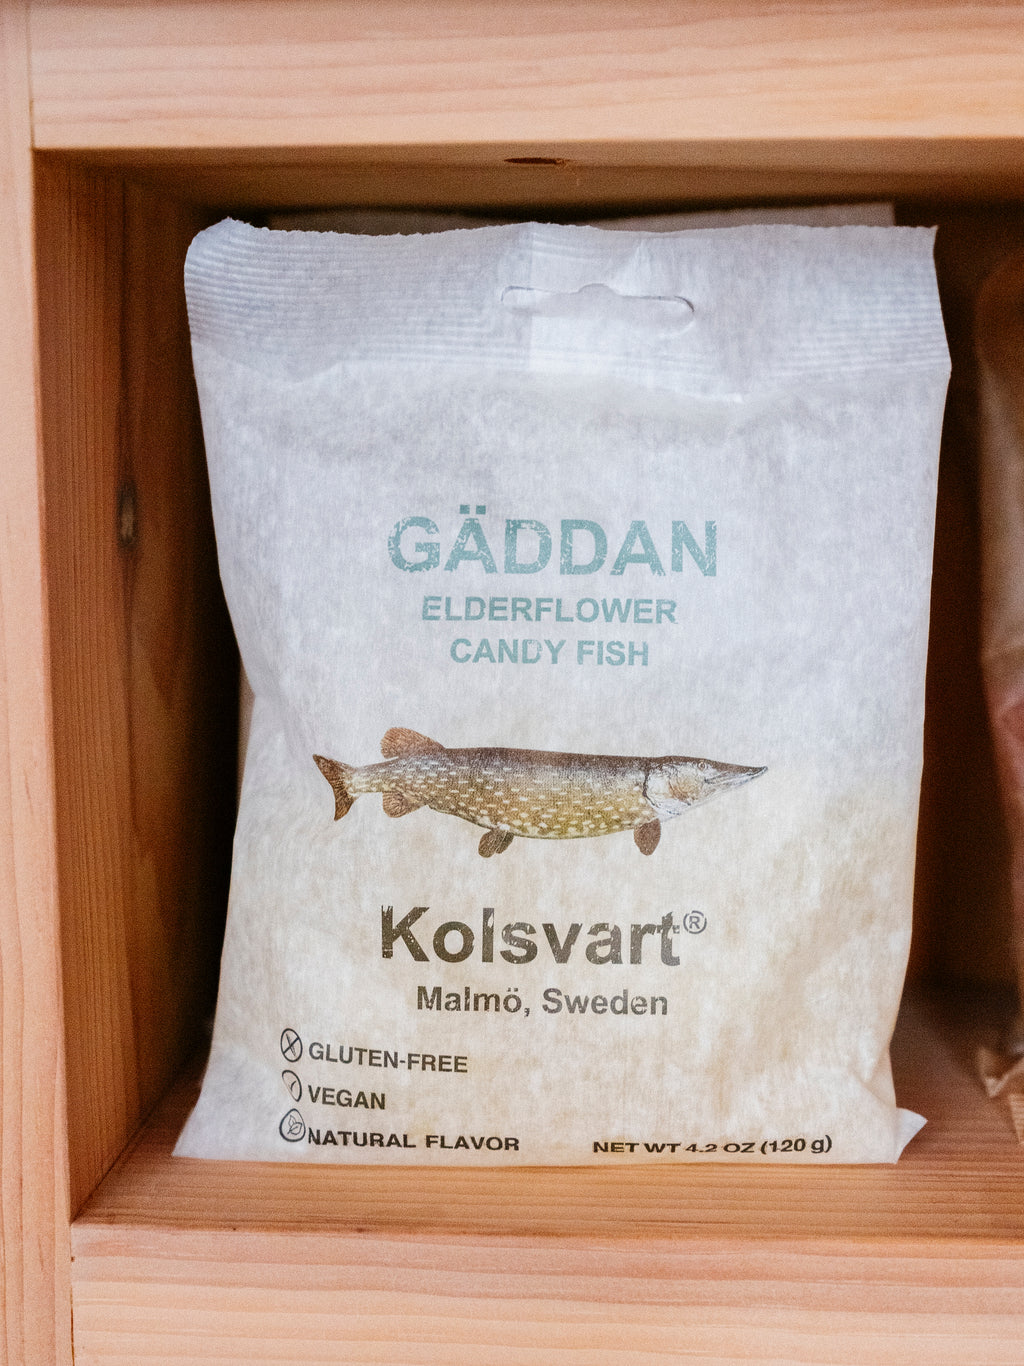 GÄDDAN
ELDERFLOWER
CANDY FISH
Kolsvart®
Malmö, Sweden
GLUTEN-FREE
VEGAN
NATURAL FLAVOR
NET WT 4.2 OZ (120 g)